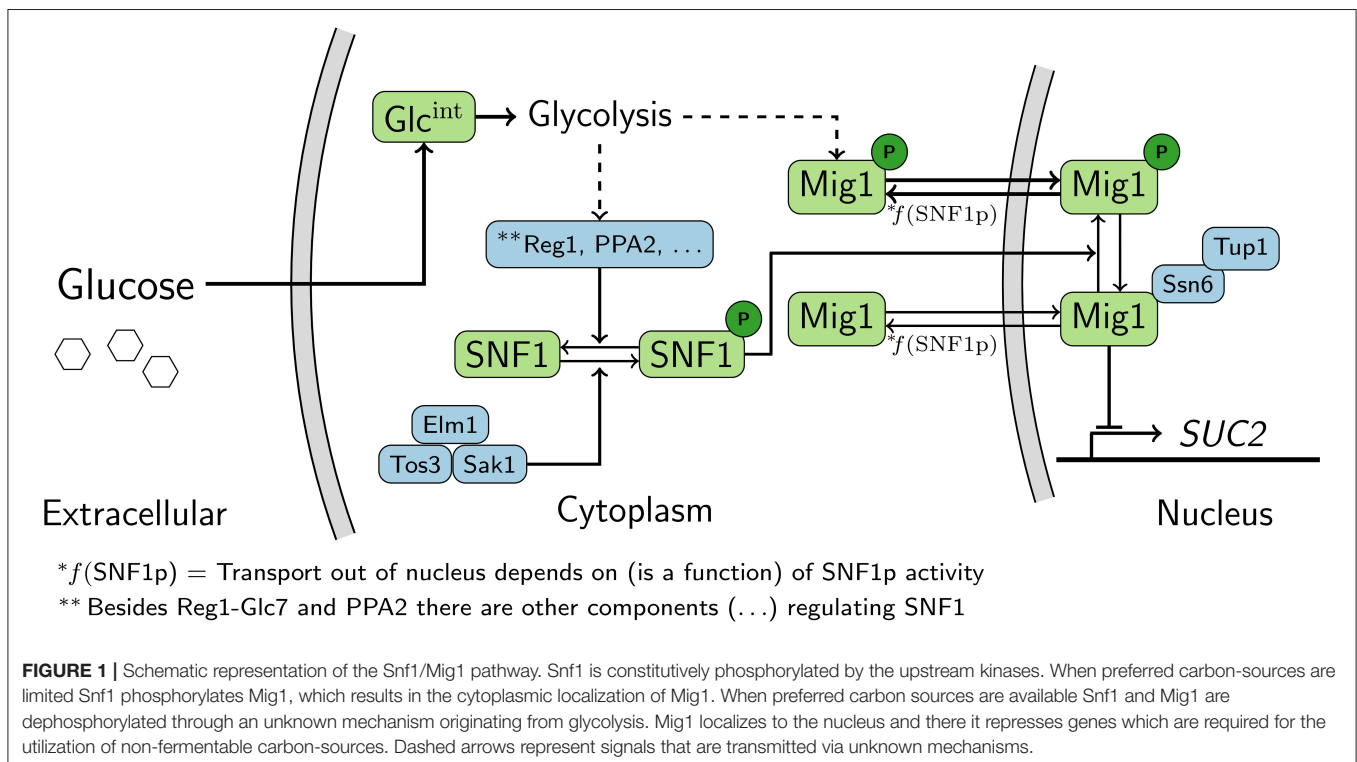 Glc^int
Glycolysis
P
Mig1
P
Mig1
*f(SNF1p)
**Reg1, PPA2, ...
Tup1
Ssn6
Glucose
P
Mig1
Mig1
*f(SNF1p)
SNF1
SNF1
Elm1
Tos3
Sak1
SUC2
Extracellular
Cytoplasm
Nucleus
*f(SNF1p) = Transport out of nucleus depends on (is a function) of SNF1p activity
** Besides Reg1-Glc7 and PPA2 there are other components (...) regulating SNF1
FIGURE 1 | Schematic representation of the Snf1/Mig1 pathway. Snf1 is constitutively phosphorylated by the upstream kinases. When preferred carbon-sources are
limited Snf1 phosphorylates Mig1, which results in the cytoplasmic localization of Mig1. When preferred carbon sources are available Snf1 and Mig1 are
dephosphorylated through an unknown mechanism originating from glycolysis. Mig1 localizes to the nucleus and there it represses genes which are required for the
utilization of non-fermentable carbon-sources. Dashed arrows represent signals that are transmitted via unknown mechanisms.